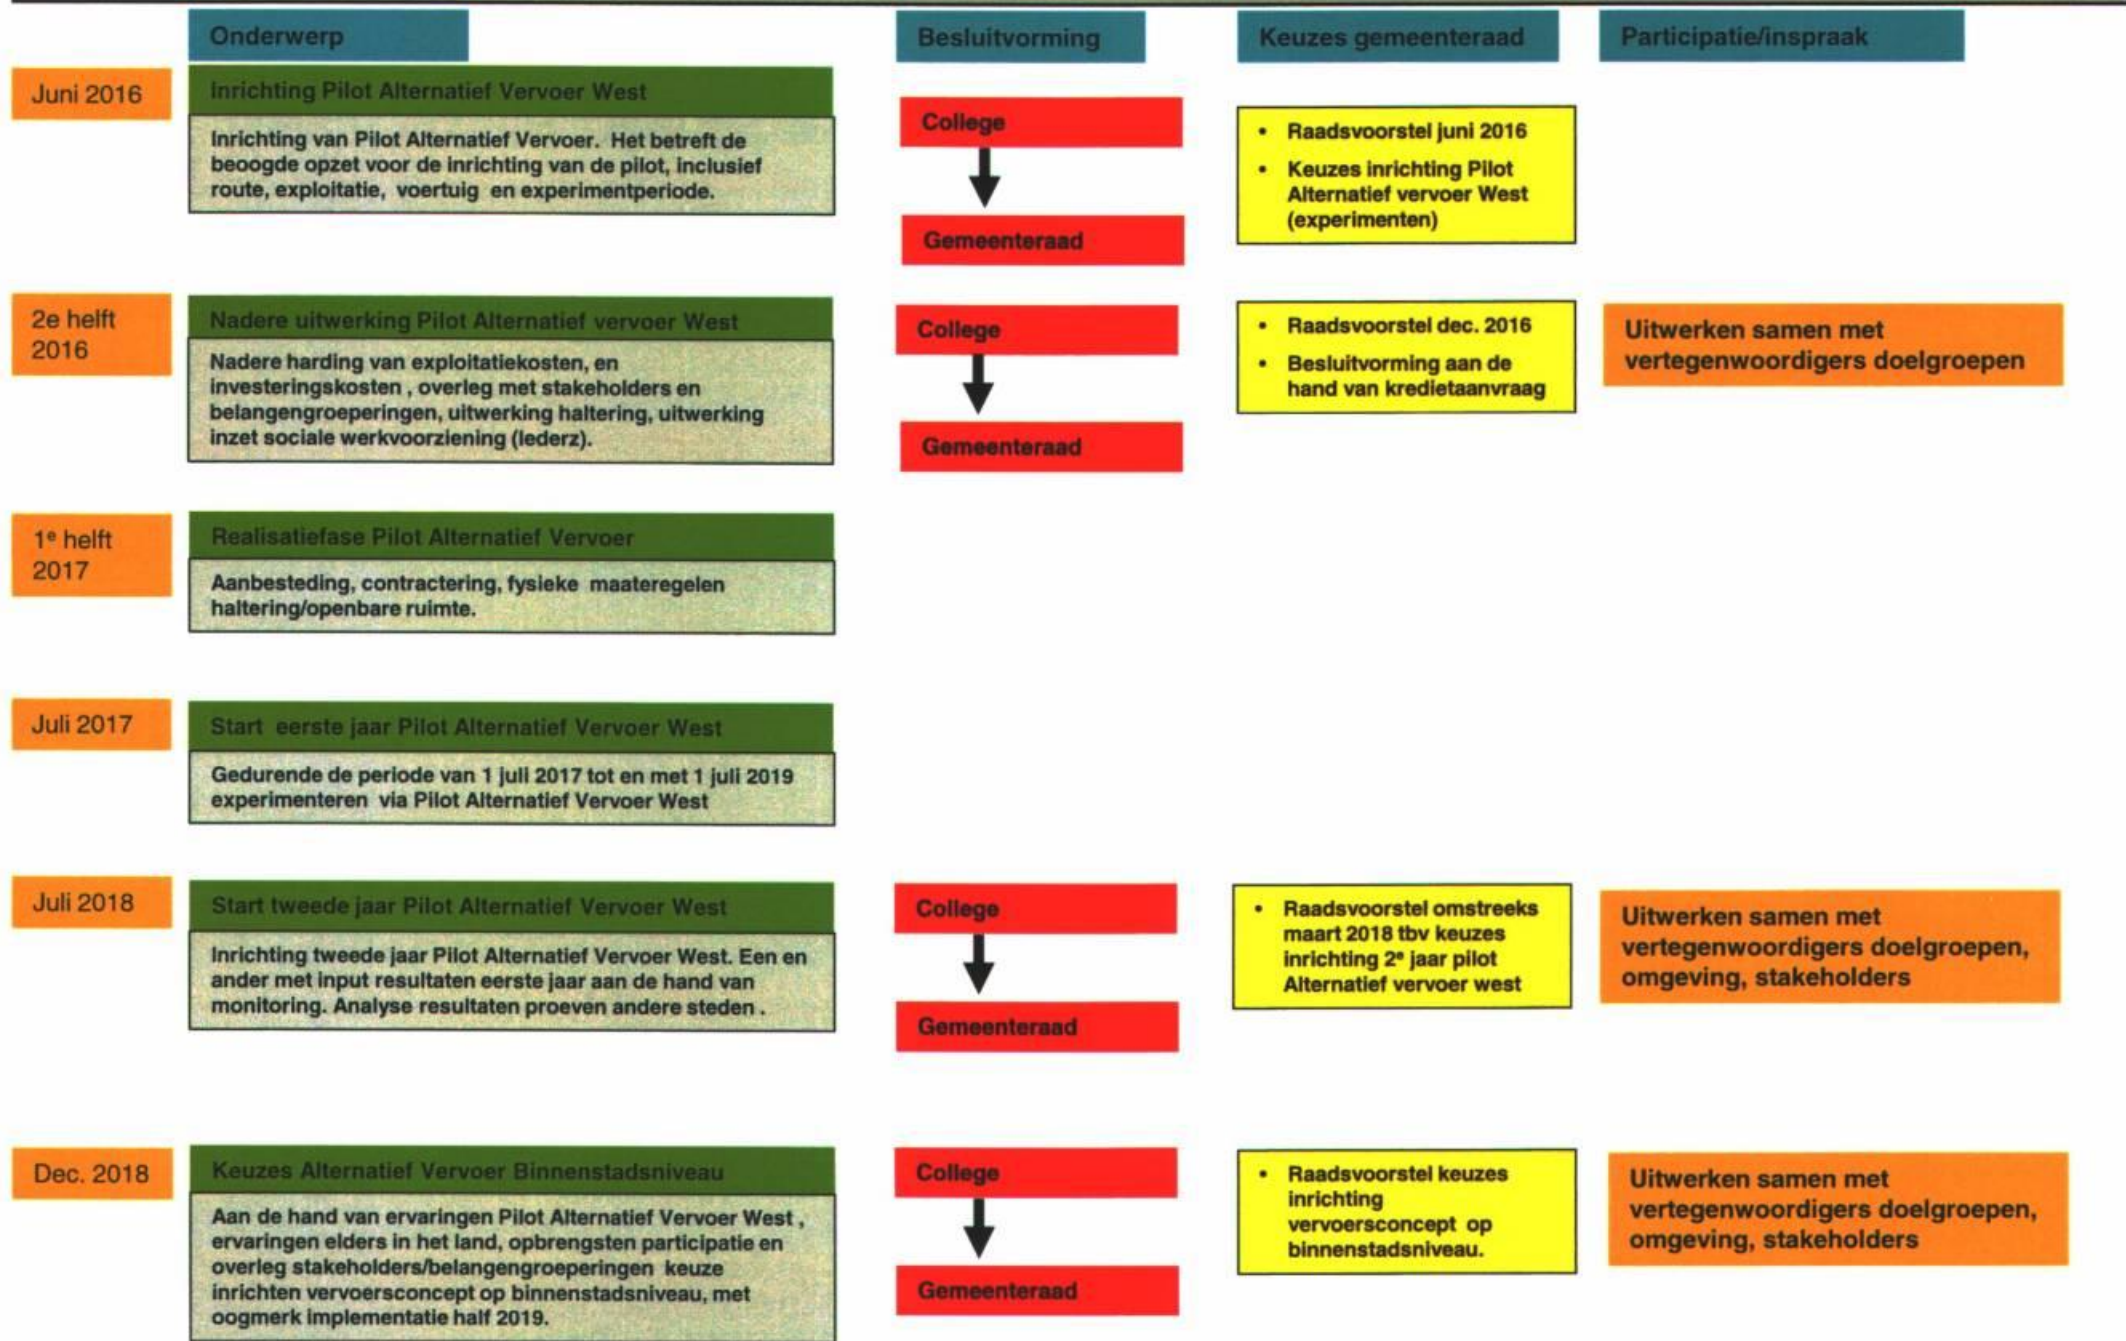 Onderwerp
Besluitvorming
Keuzes gemeenteraad
Participatie/inspraak
Juni 2016
Inrichting Pilot Alternatief Vervoer West
Inrichting van Pilot Alternatief Vervoer. Het betreft de
beoogde opzet voor de inrichting van de pilot, inclusief
route, exploitatie, voertuig en experimentperiode.
College
Gemeenteraad
• Raadsvoorstel juni 2016
• Keuzes inrichting Pilot
Alternatief vervoer West
(experimenten)
2e helft
2016
Nadere uitwerking Pilot Alternatief vervoer West
Nadere harding van exploitatiekosten, en
investeringskosten , overleg met stakeholders en
belangengroeperingen, uitwerking haltering, uitwerking
inzet sociale werkvoorziening (Iederz).
College
Gemeenteraad
• Raadsvoorstel dec. 2016
• Besluitvorming aan de
hand van kredietaanvraag
Uitwerken samen met
vertegenwoordigers doelgroepen
1e helft
2017
Realisatiefase Pilot Alternatief Vervoer
Aanbesteding, contractering, fysieke maateregelen
haltering/openbare ruimte.
Juli 2017
Start eerste jaar Pilot Alternatief Vervoer West
Gedurende de periode van 1 juli 2017 tot en met 1 juli 2019
experimenteren via Pilot Alternatief Vervoer West
Juli 2018
Start tweede jaar Pilot Alternatief Vervoer West
Inrichting tweede jaar Pilot Alternatief Vervoer West. Een en
ander met input resultaten eerste jaar aan de hand van
monitoring. Analyse resultaten proeven andere steden .
College
Gemeenteraad
• Raadsvoorstel omstreeks
maart 2018 tbv keuzes
inrichting 2e jaar pilot
Alternatief vervoer west
Uitwerken samen met
vertegenwoordigers doelgroepen,
omgeving, stakeholders
Dec. 2018
Keuzes Alternatief Vervoer Binnenstadsniveau
Aan de hand van ervaringen Pilot Alternatief Vervoer West ,
ervaringen elders in het land, opbrengsten participatie en
overleg stakeholders/belangengroeperingen keuze
inrichten vervoersconcept op binnenstadsniveau, met
oogmerk implementatie half 2019.
College
Gemeenteraad
• Raadsvoorstel keuzes
inrichting
vervoersconcept op
binnenstadsniveau.
Uitwerken samen met
vertegenwoordigers doelgroepen,
omgeving, stakeholders